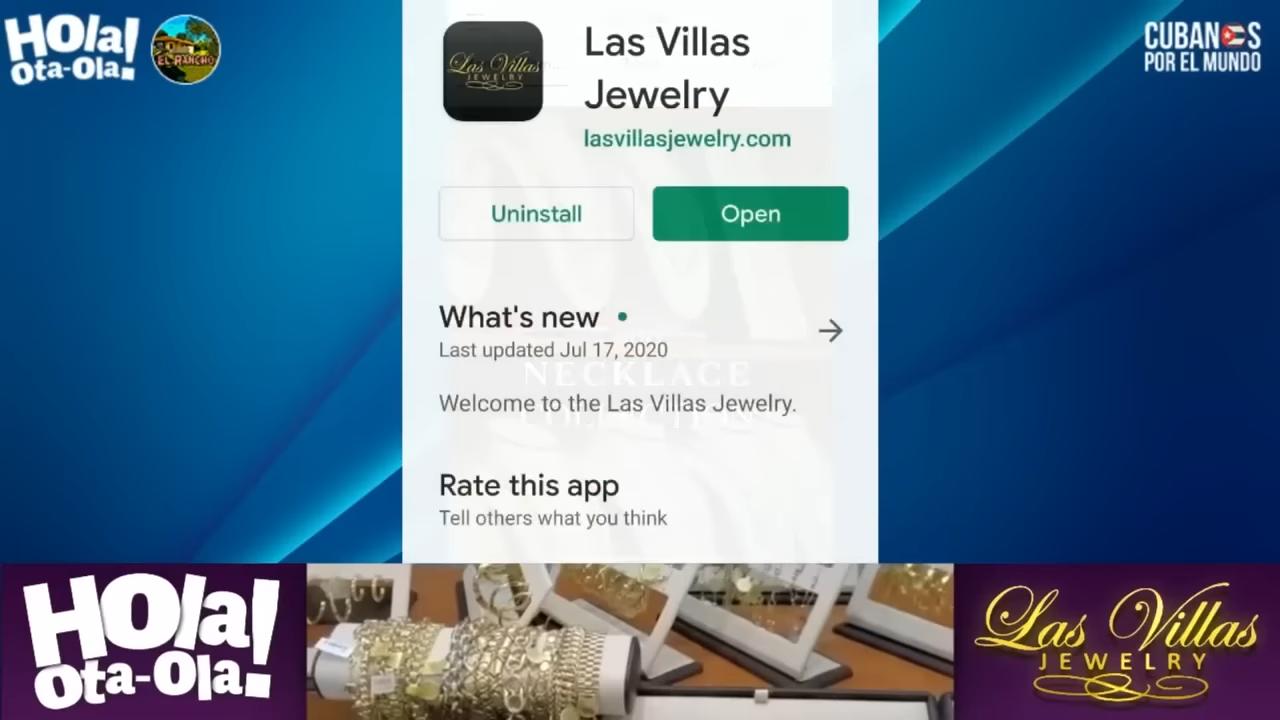 HOla!
Ota-Ola!
EL RANCHO
CUBANOS
POR EL MUNDO
Las Villas
JEWELRY
Las Villas
Jewelry
lasvillasjewelry.com
Uninstall
Open
What's new
Last updated Jul 17, 2020
NECKLACE
Welcome to the Las Villas Jewelry.
COLLECTION
Rate this app
Tell others what you think
HOla!
Ota-Ola!
Las Villas
JEWELRY